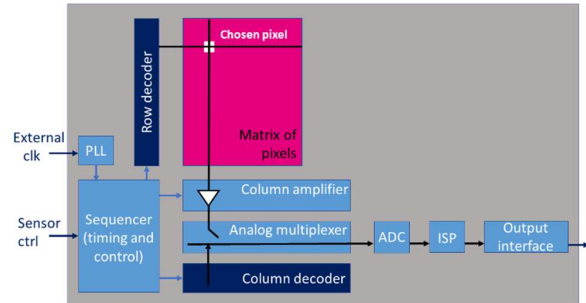 Chosen pixel
Row decoder
Matrix of
pixels
External
clk
PLL
Column amplifier
Sensor
ctrl
Sequencer
(timing and
control)
Analog multiplexer
ADC
ISP
Output
interface
Column decoder